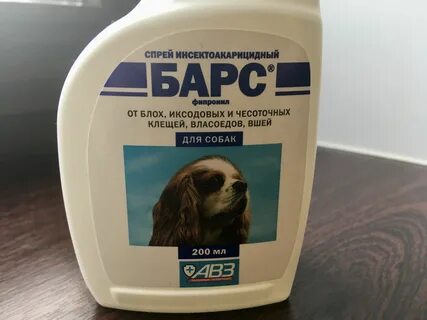 СПРЕЙ ИНСЕКТОАКАРИЦИДНЫЙ
БАРС®
фипронил
ОТ БЛОХ, ИКСОДОВЫХ И ЧЕСОТОЧНЫХ
КЛЕЩЕЙ, ВЛАСОЕДОВ, ВШЕЙ
ДЛЯ СОБАК
200 мл
АВЗ